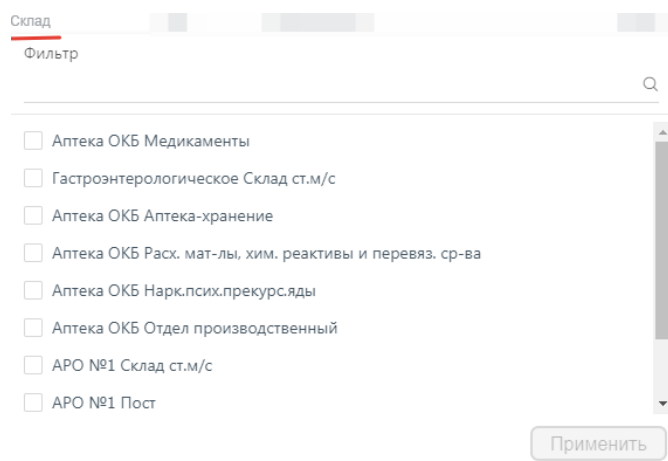 Склад
Фильтр
Аптека ОКБ Медикаменты
Гастроэнтерологическое Склад ст.м/с
Аптека ОКБ Аптека-хранение
Аптека ОКБ Расх. мат-лы, хим. реактивы и перевяз. ср-ва
Аптека ОКБ Нарк.псих.прекурс.яды
Аптека ОКБ Отдел производственный
АРО №1 Склад ст.м/с
АРО №1 Пост
Применить